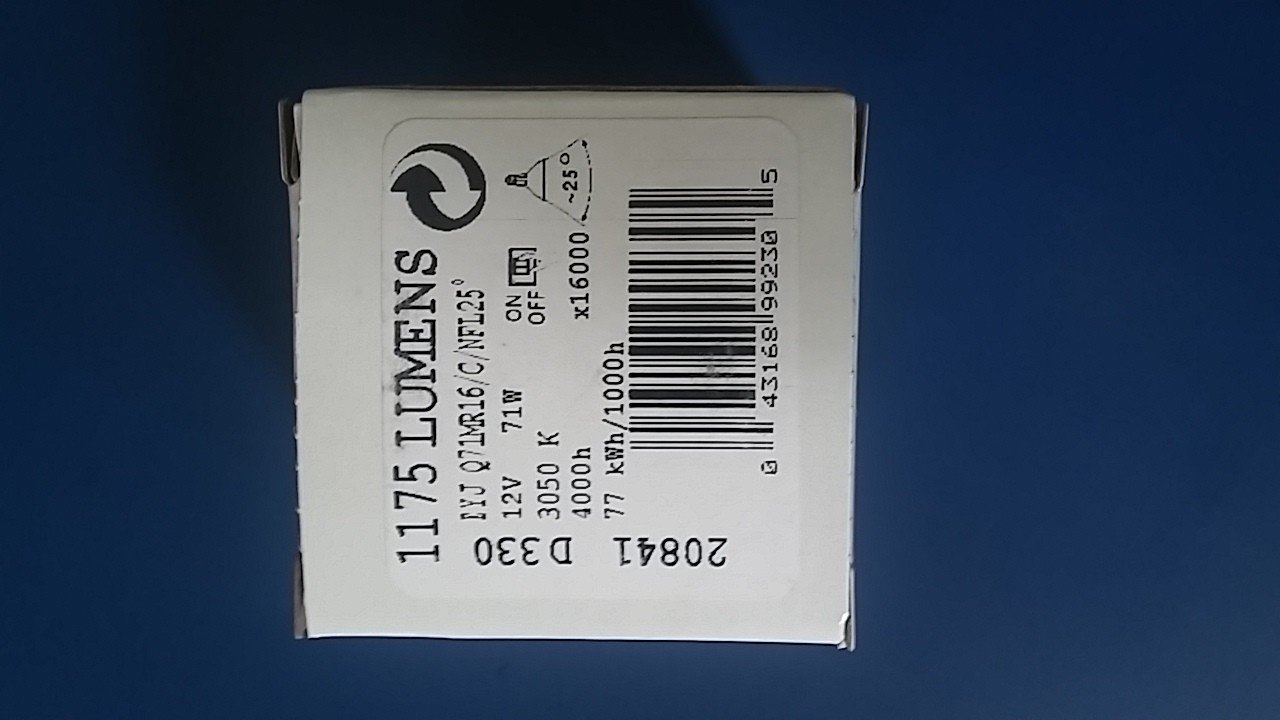 1175 LUMENS
EYJ Q71MR16/C/NFL25°
12V 71W
ON
OFF
3050 K
4000h
x16000
~25°
77 kWh/1000h
0 43168 99230 5
20841 D330